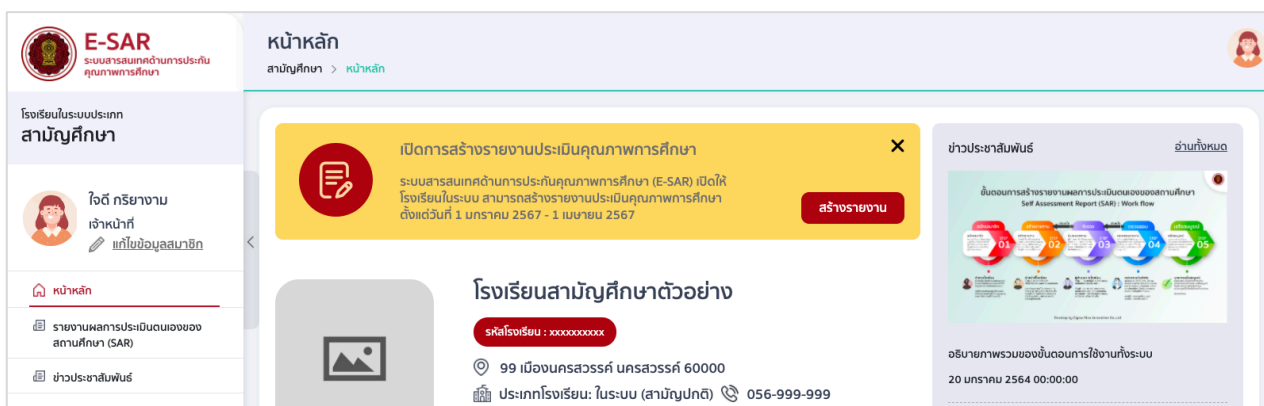 E-SAR
ระบบสารสนเทศด้านการประกัน
คุณภาพการศึกษา
หน้าหลัก
สามัญศึกษา > หน้าหลัก
โรงเรียนในระบบประเภท
สามัญศึกษา
ใจดี กริยางาม
เจ้าหน้าที่
แก้ไขข้อมูลสมาชิก
หน้าหลัก
รายงานผลการประเมินตนเองของ
สถานศึกษา (SAR)
ข่าวประชาสัมพันธ์
เปิดการสร้างรายงานประเมินคุณภาพการศึกษา
ระบบสารสนเทศด้านการประกันคุณภาพการศึกษา (E-SAR) เปิดให้
โรงเรียนในระบบ สามารถสร้างรายงานประเมินคุณภาพการศึกษา
ตั้งแต่วันที่ 1 มกราคม 2567 - 1 เมษายน 2567
สร้างรายงาน
โรงเรียนสามัญศึกษาตัวอย่าง
รหัสโรงเรียน : xxxxxxxxxx
99 เมืองนครสวรรค์ นครสวรรค์ 60000
ประเภทโรงเรียน: ในระบบ (สามัญปกติ) 056-999-999
ข่าวประชาสัมพันธ์
อ่านทั้งหมด
ขั้นตอนการสร้างรายงานผลการประเมินตนเองของสถานศึกษา
Self Assessment Report (SAR) : Work flow
01 02 03 04 05
อธิบายภาพรวมของขั้นตอนการใช้งานทั้งระบบ
20 มกราคม 2564 00:00:00